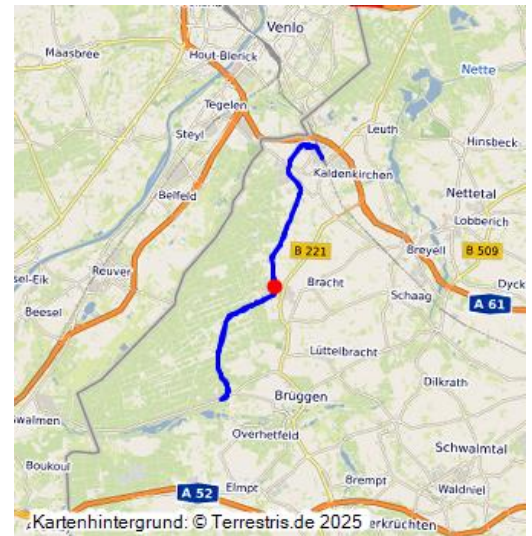 Venlo
Maasbree
Hout-Blerick
Nette
Tegelen
Steyl
Leuth
Hinsbeck
Kaldenkirchen
Belfeld
Nettetal
Lobberich
B 221
Breyell
B 509
Reuver
Bracht
Dyck
sel-Eik
Schaag
Beesel
A 61
Lüttelbracht
Dilkrath
Brüggen
Swalmen
Overhetfeld
Schwalmtal
Boukoul
Elmpt
Brempt
Waldniel
A 52
Kartenhintergrund: © Terrestris.de 2025
erkrüchten